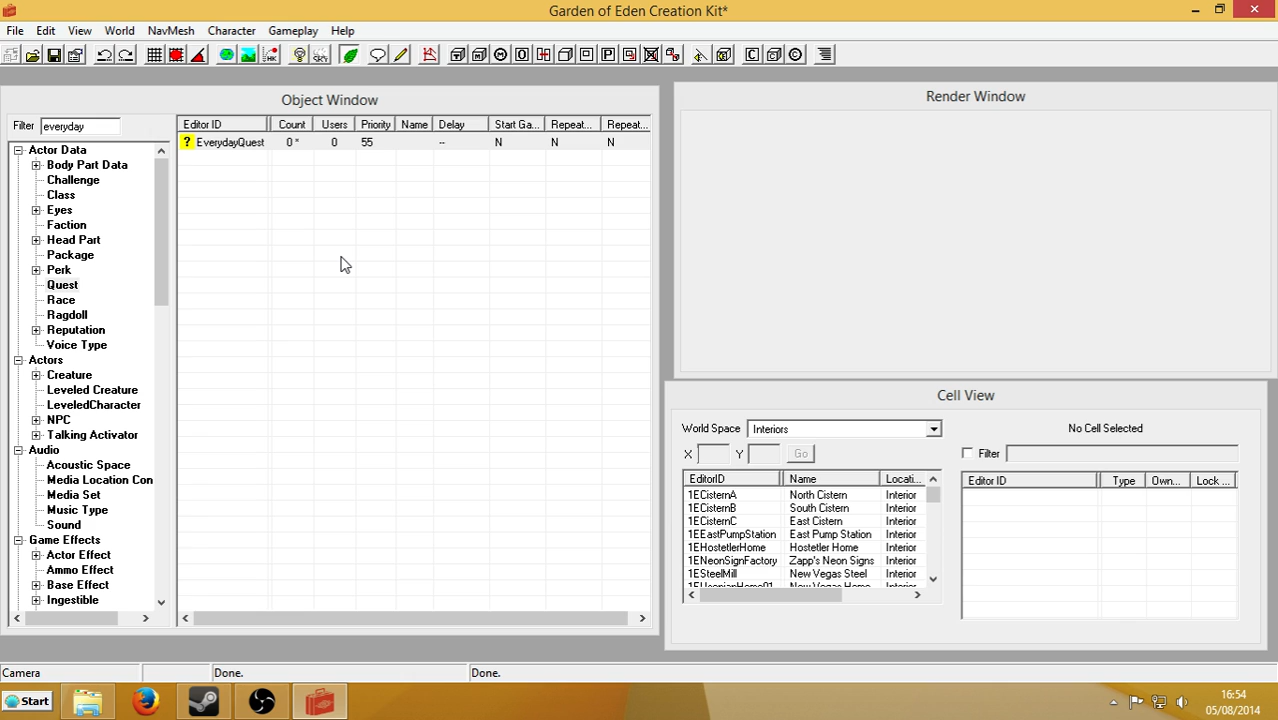 Garden of Eden Creation Kit*
File Edit View World NavMesh Character Gameplay Help
Object Window
Filter everyday
Actor Data
Body Part Data
Challenge
Class
Eyes
Faction
Head Part
Package
Perk
Quest
Race
Ragdoll
Reputation
Voice Type
Actors
Creature
Leveled Creature
LeveledCharacter
NPC
Talking Activator
Audio
Acoustic Space
Media Location Con
Media Set
Music Type
Sound
Game Effects
Actor Effect
Ammo Effect
Base Effect
Ingestible
Editor ID Count Users Priority Name Delay Start Ga... Repeat... Repeat...
? EverydayQuest 0 * 0 55 -- N N N
Render Window
Cell View
World Space Interiors
X Y Go
EditorID Name Locati...
1ECisternA North Cistern Interior
1ECisternB South Cistern Interior
1ECisternC East Cistern Interior
1EEastPumpStation East Pump Station Interior
1EHostetlerHome Hostetler Home Interior
1ENeonSignFactory Zapp's Neon Signs Interior
1ESteelMill New Vegas Steel Interior
No Cell Selected
Filter
Editor ID Type Own... Lock ...
Camera Done. Done.
Start
16:54
05/08/2014